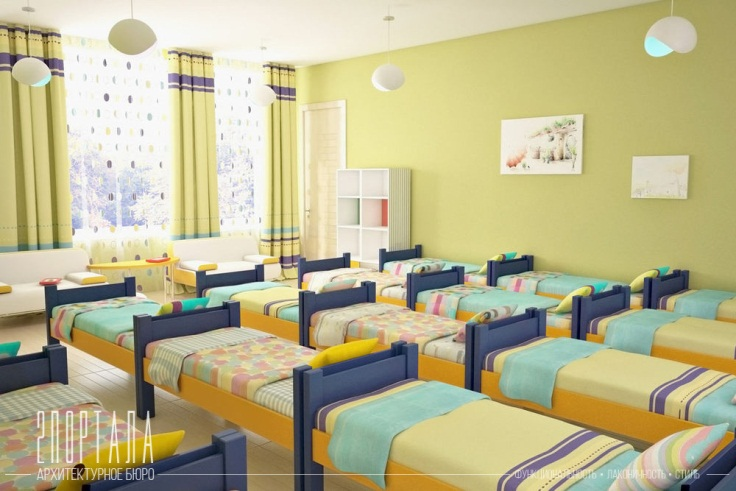 2ПОРТАЛА
АРХИТЕКТУРНОЕ БЮРО
ФУНКЦИОНАЛЬНОСТЬ • ЛАКОНИЧНОСТЬ • СТИЛЬ